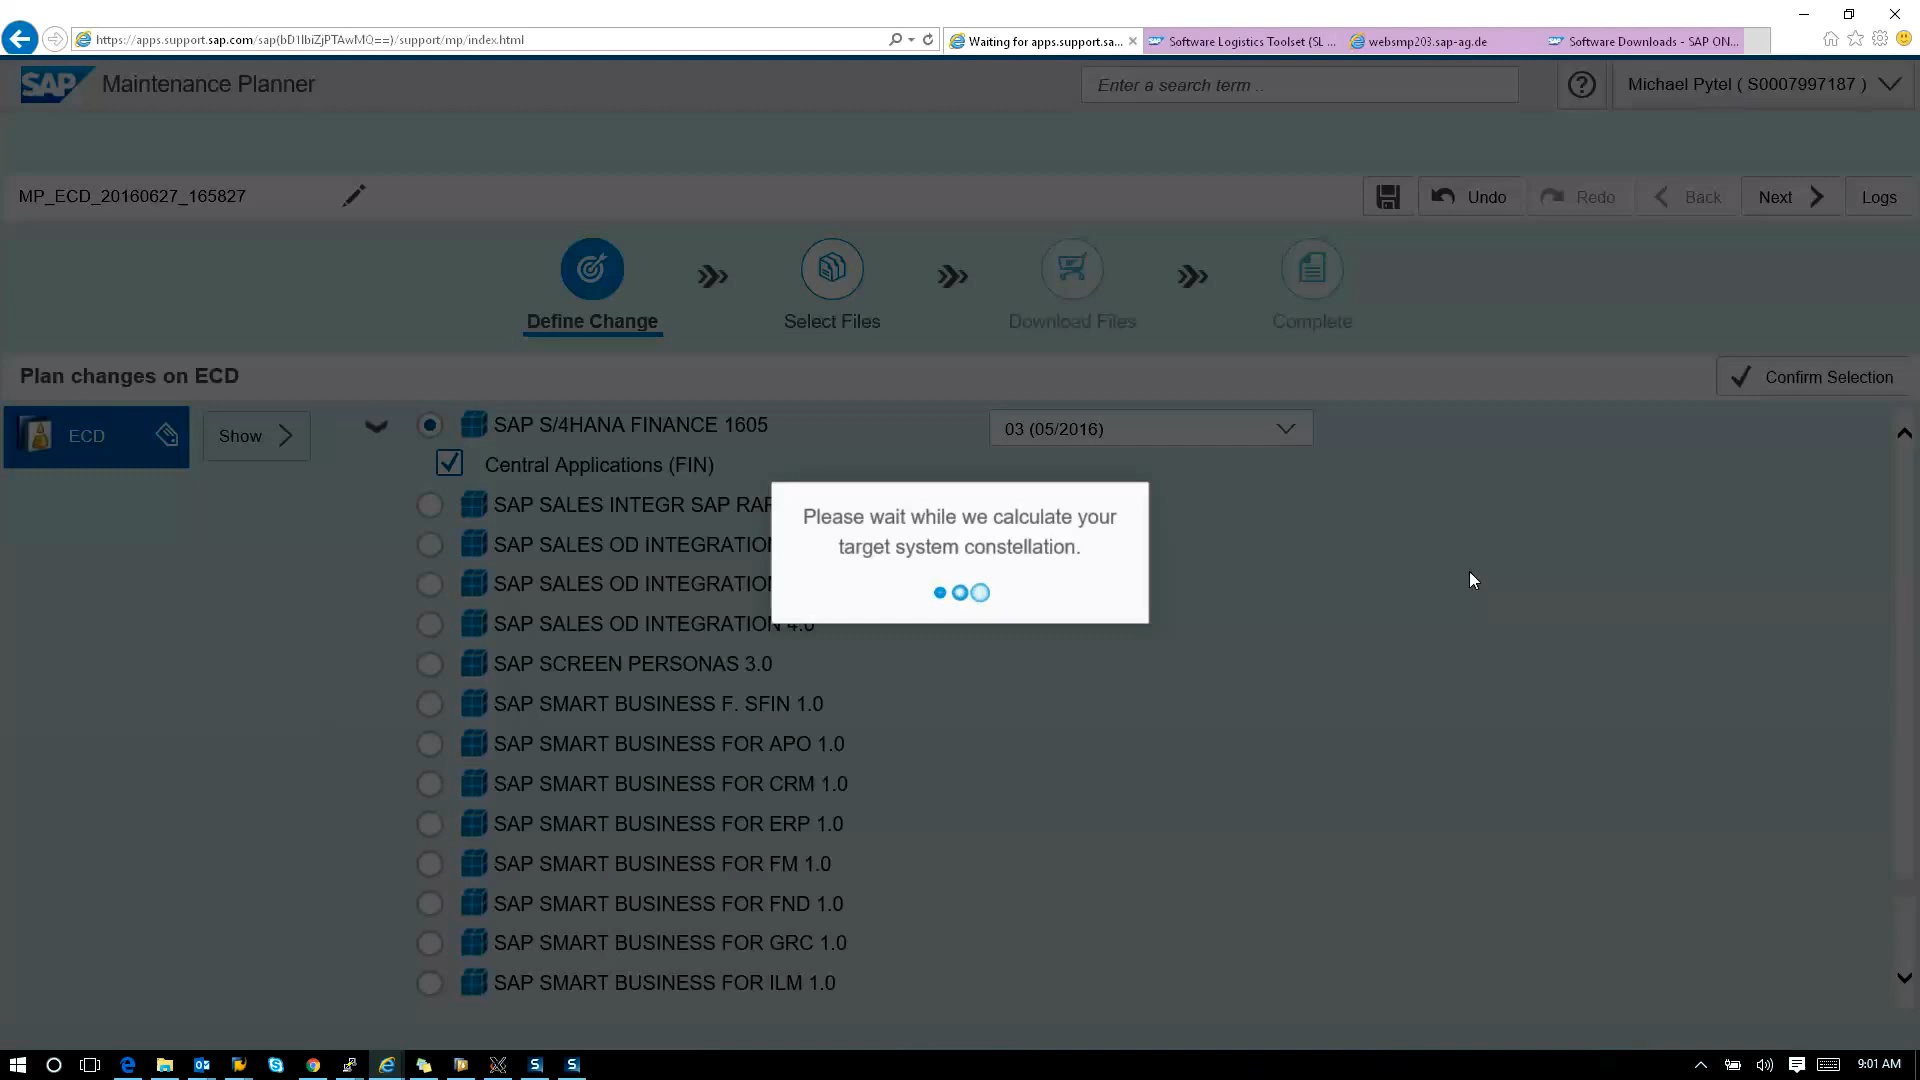 https://apps.support.sap.com/sap(bD1lbiZjPTAwMQ==)/support/mp/index.html
Waiting for apps.support.sa...
Software Logistics Toolset (SL ...
websmp203.sap-ag.de
Software Downloads - SAP ON...
SAP
Maintenance Planner
Enter a search term ..
Michael Pytel ( S0007997187 )
MP_ECD_20160627_165827
Undo
Redo
Back
Next
Logs
Define Change
Select Files
Download Files
Complete
Plan changes on ECD
Confirm Selection
ECD
Show
SAP S/4HANA FINANCE 1605
03 (05/2016)
Central Applications (FIN)
SAP SALES INTEGR SAP
SAP SALES OD
SAP SALES OD
SAP SALES OD INTEGRATION 4.0
Please wait while we calculate your
target system constellation.
SAP SCREEN PERSONAS 3.0
SAP SMART BUSINESS F. SFIN 1.0
SAP SMART BUSINESS FOR APO 1.0
SAP SMART BUSINESS FOR CRM 1.0
SAP SMART BUSINESS FOR ERP 1.0
SAP SMART BUSINESS FOR FM 1.0
SAP SMART BUSINESS FOR FND 1.0
SAP SMART BUSINESS FOR GRC 1.0
SAP SMART BUSINESS FOR ILM 1.0
9:01 AM